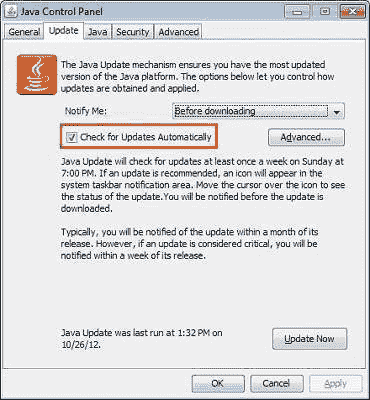 Java Control Panel
General Update Java Security Advanced
The Java Update mechanism ensures you have the most updated
version of the Java platform. The options below let you control how
updates are obtained and applied.
Notify Me: Before downloading
Check for Updates Automatically Advanced...
Java Update will check for updates at least once a week on Sunday at
7:00 PM. If an update is recommended, an icon will appear in the
system taskbar notification area. Move the cursor over the icon to see
the status of the update.You will be notified before the update is
downloaded.
Typically, you will be notified of the update within a month of its
release. However, if an update is considered critical, you will be
notified within a week of its release.
Java Update was last run at 1:32 PM on
10/26/12.
Update Now
OK Cancel Apply